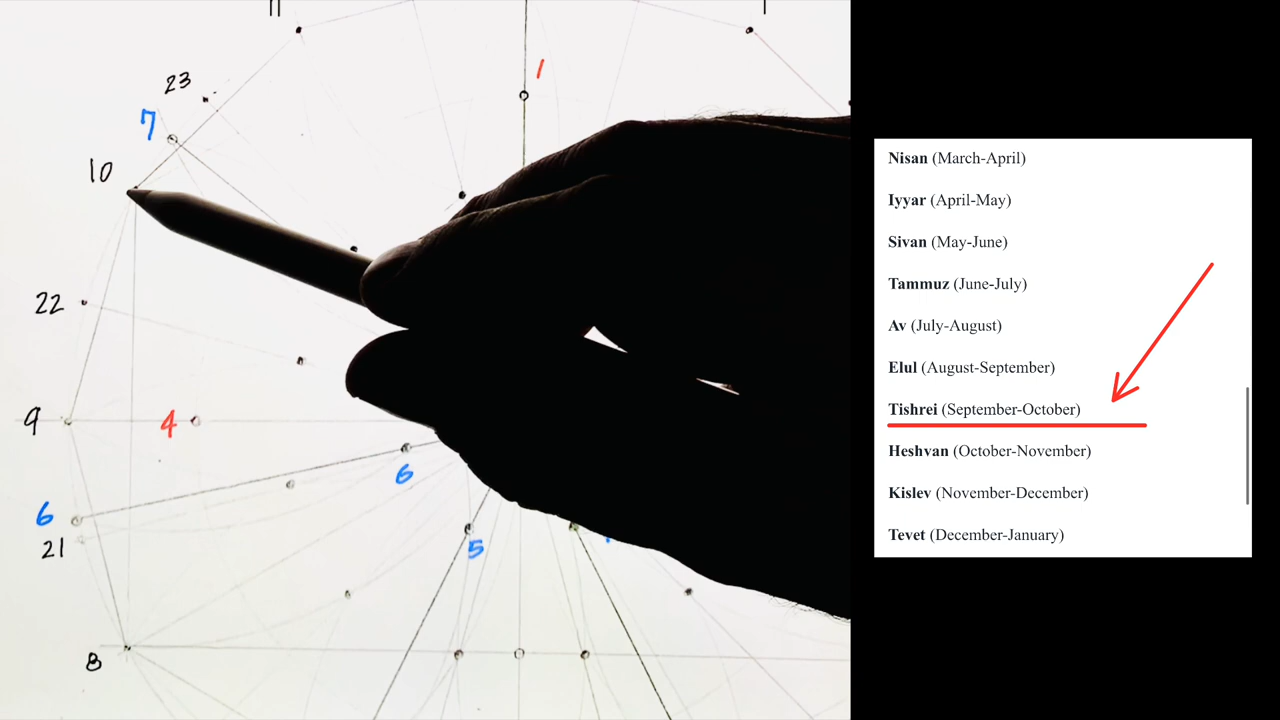 11
1
1
23
7
10
22
9
4
6
6
21
5
8
Nisan (March-April)
Iyyar (April-May)
Sivan (May-June)
Tammuz (June-July)
Av (July-August)
Elul (August-September)
Tishrei (September-October)
Heshvan (October-November)
Kislev (November-December)
Tevet (December-January)